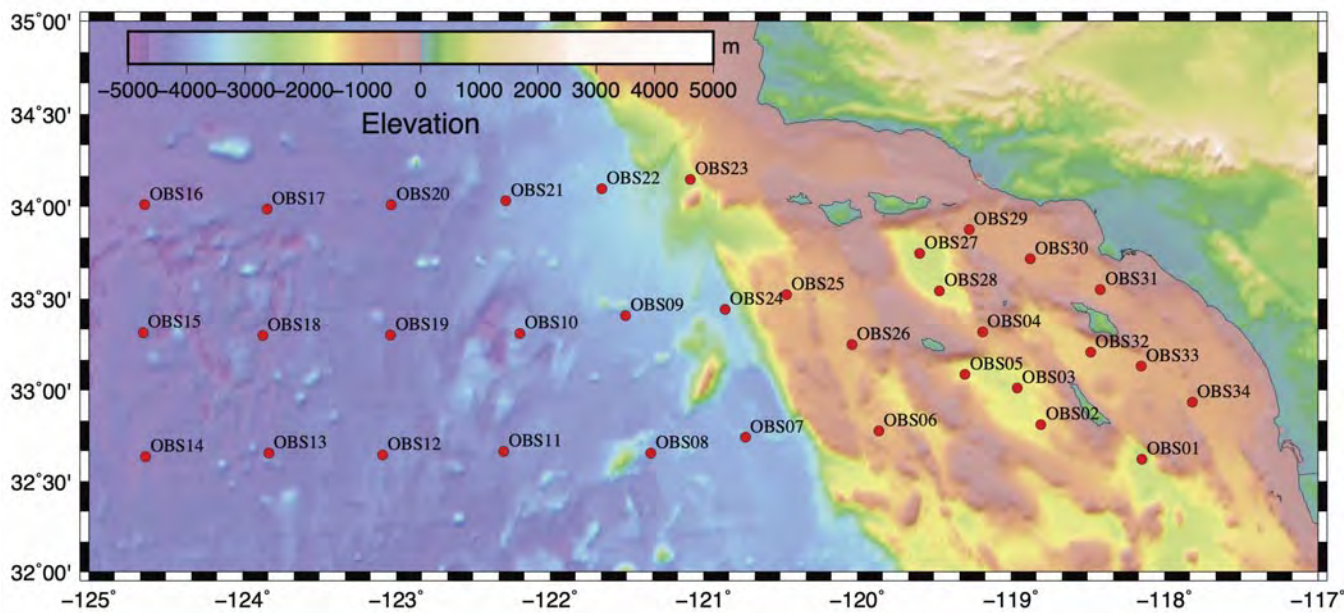 35°00'
34°30'
34°00'
33°30'
33°00'
32°30'
32°00'
m
−5000 −4000 −3000 −2000 −1000 0 1000 2000 3000 4000 5000
Elevation
OBS23
OBS22
OBS16
OBS17
OBS20
OBS21
OBS29
OBS27
OBS30
OBS28
OBS31
OBS25
OBS24
OBS09
OBS15
OBS18
OBS19
OBS10
OBS04
OBS26
OBS32
OBS33
OBS05
OBS03
OBS34
OBS02
OBS06
OBS07
OBS14
OBS13
OBS12
OBS11
OBS08
OBS01
−125 −124 −123 −122 −121 −120 −119 −118 −117